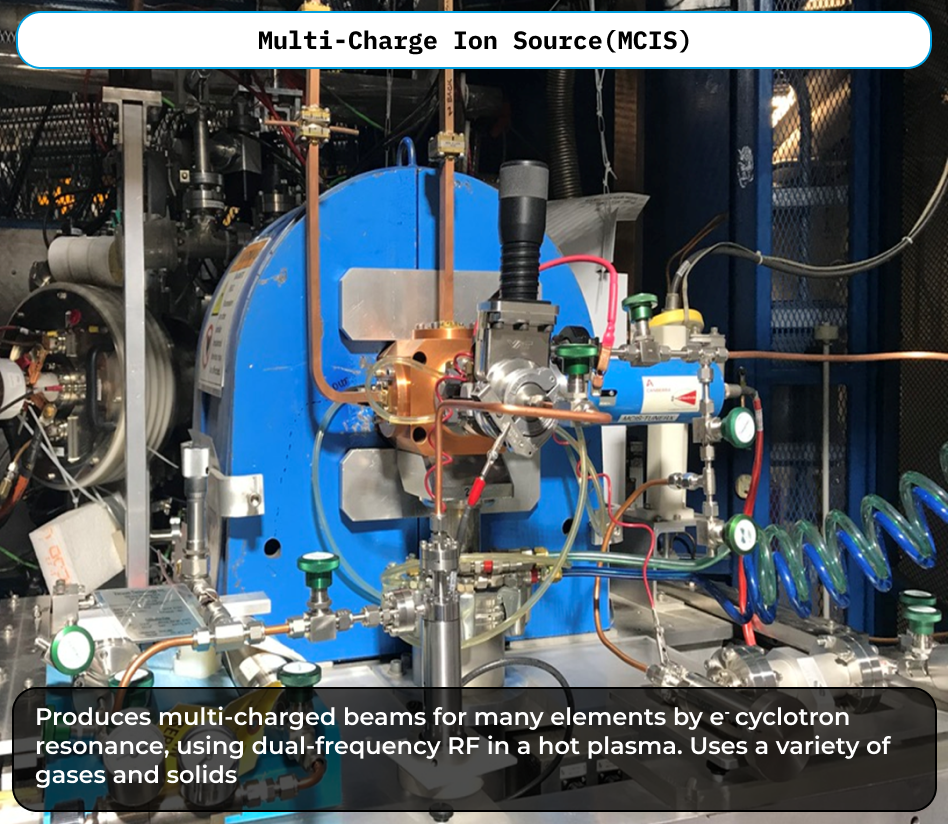 Multi-Charge Ion Source(MCIS)
Produces multi-charged beams for many elements by e⁻ cyclotron
resonance, using dual-frequency RF in a hot plasma. Uses a variety of
gases and solids